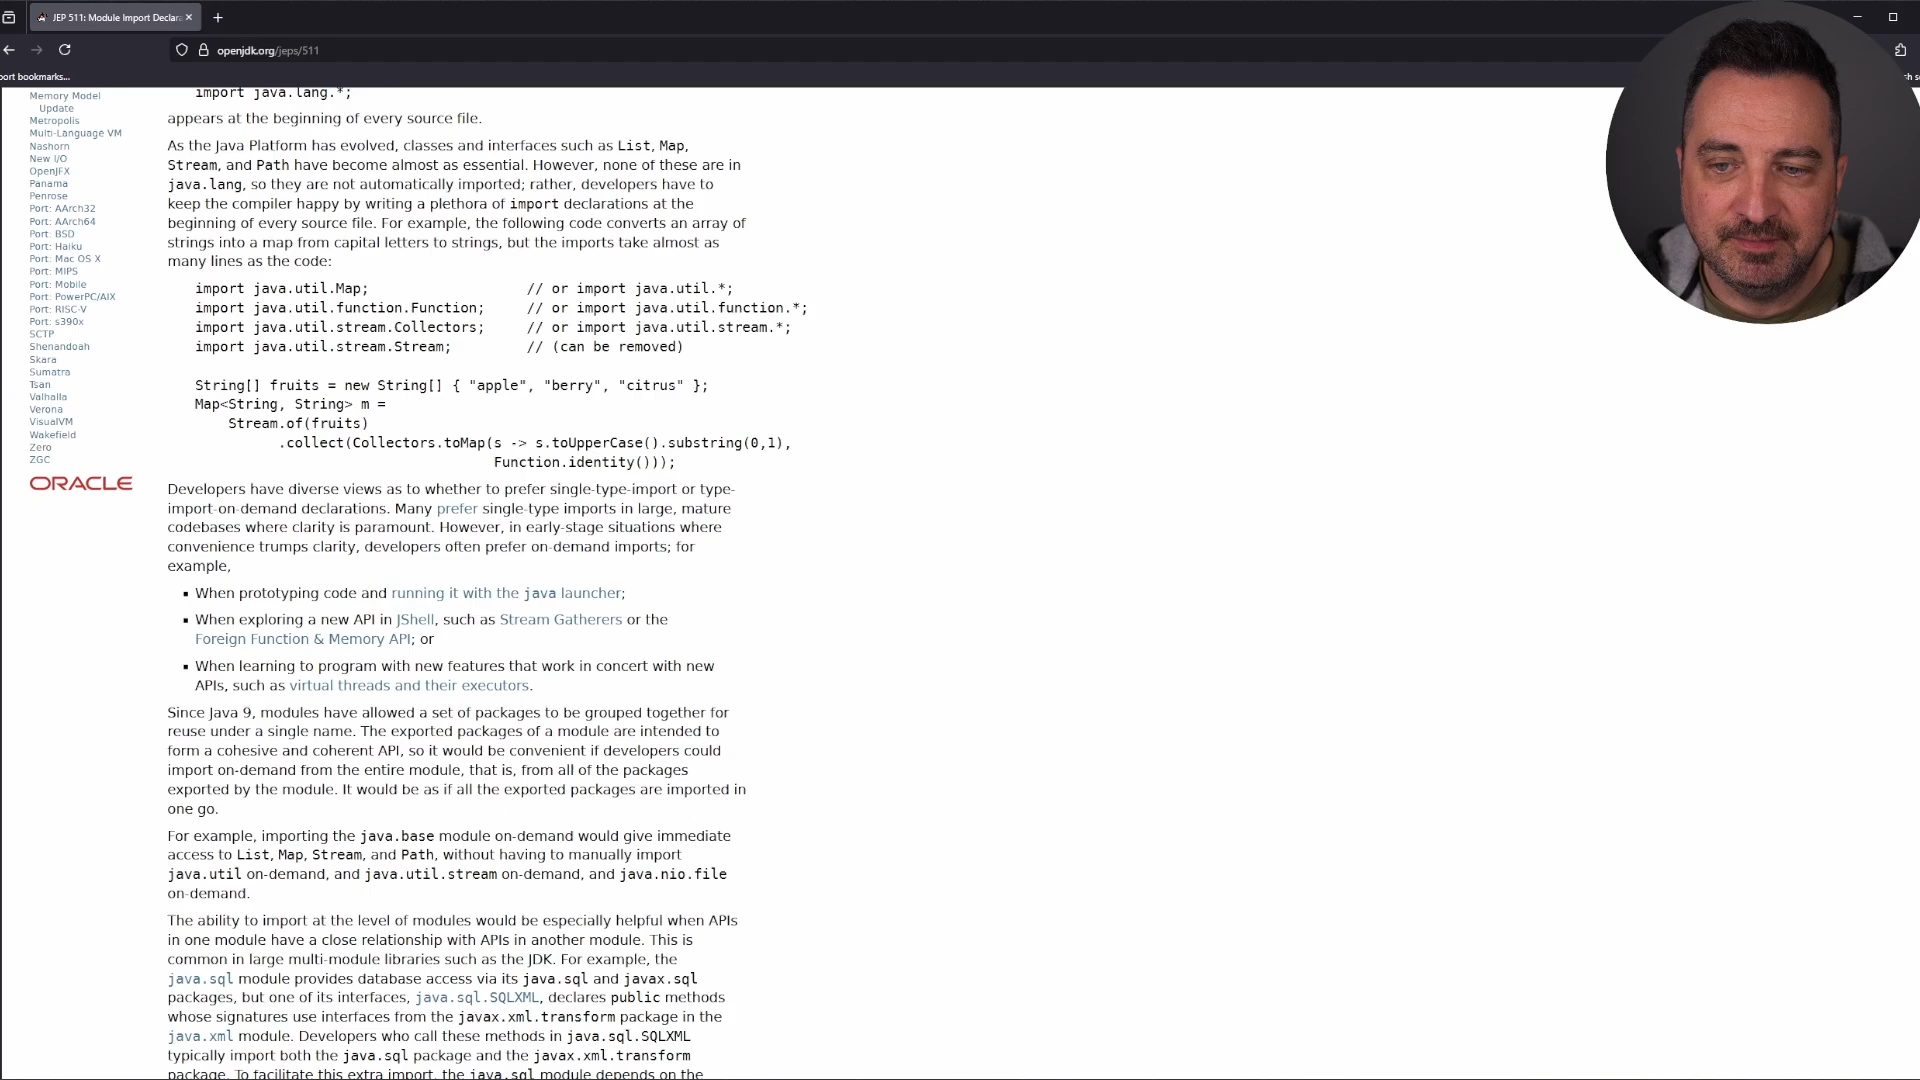 JEP 511: Module Import Declara
openjdk.org/jeps/511
port bookmarks...
Memory Model
Update
Metropolis
Multi-Language VM
Nashorn
New I/O
OpenJFX
Panama
Penrose
Port: AArch32
Port: AArch64
Port: BSD
Port: Haiku
Port: Mac OS X
Port: MIPS
Port: Mobile
Port: PowerPC/AIX
Port: RISC-V
Port: s390x
SCTP
Shenandoah
Skara
Sumatra
Tsan
Valhalla
Verona
VisualVM
Wakefield
Zero
ZGC
ORACLE
import java.lang.*;
appears at the beginning of every source file.
As the Java Platform has evolved, classes and interfaces such as List, Map,
Stream, and Path have become almost as essential. However, none of these are in
java.lang, so they are not automatically imported; rather, developers have to
keep the compiler happy by writing a plethora of import declarations at the
beginning of every source file. For example, the following code converts an array of
strings into a map from capital letters to strings, but the imports take almost as
many lines as the code:
import java.util.Map; // or import java.util.*;
import java.util.function.Function; // or import java.util.function.*;
import java.util.stream.Collectors; // or import java.util.stream.*;
import java.util.stream.Stream; // (can be removed)
String[] fruits = new String[] { "apple", "berry", "citrus" };
Map<String, String> m =
Stream.of(fruits)
.collect(Collectors.toMap(s -> s.toUpperCase().substring(0,1),
Function.identity()));
Developers have diverse views as to whether to prefer single-type-import or type-
import-on-demand declarations. Many prefer single-type imports in large, mature
codebases where clarity is paramount. However, in early-stage situations where
convenience trumps clarity, developers often prefer on-demand imports; for
example,
▪ When prototyping code and running it with the java launcher;
▪ When exploring a new API in JShell, such as Stream Gatherers or the
Foreign Function & Memory API; or
▪ When learning to program with new features that work in concert with new
APIs, such as virtual threads and their executors.
Since Java 9, modules have allowed a set of packages to be grouped together for
reuse under a single name. The exported packages of a module are intended to
form a cohesive and coherent API, so it would be convenient if developers could
import on-demand from the entire module, that is, from all of the packages
exported by the module. It would be as if all the exported packages are imported in
one go.
For example, importing the java.base module on-demand would give immediate
access to List, Map, Stream, and Path, without having to manually import
java.util on-demand, and java.util.stream on-demand, and java.nio.file
on-demand.
The ability to import at the level of modules would be especially helpful when APIs
in one module have a close relationship with APIs in another module. This is
common in large multi-module libraries such as the JDK. For example, the
java.sql module provides database access via its java.sql and javax.sql
packages, but one of its interfaces, java.sql.SQLXML, declares public methods
whose signatures use interfaces from the javax.xml.transform package in the
java.xml module. Developers who call these methods in java.sql.SQLXML
typically import both the java.sql package and the javax.xml.transform
package. To facilitate this extra import, the java.sql module depends on the